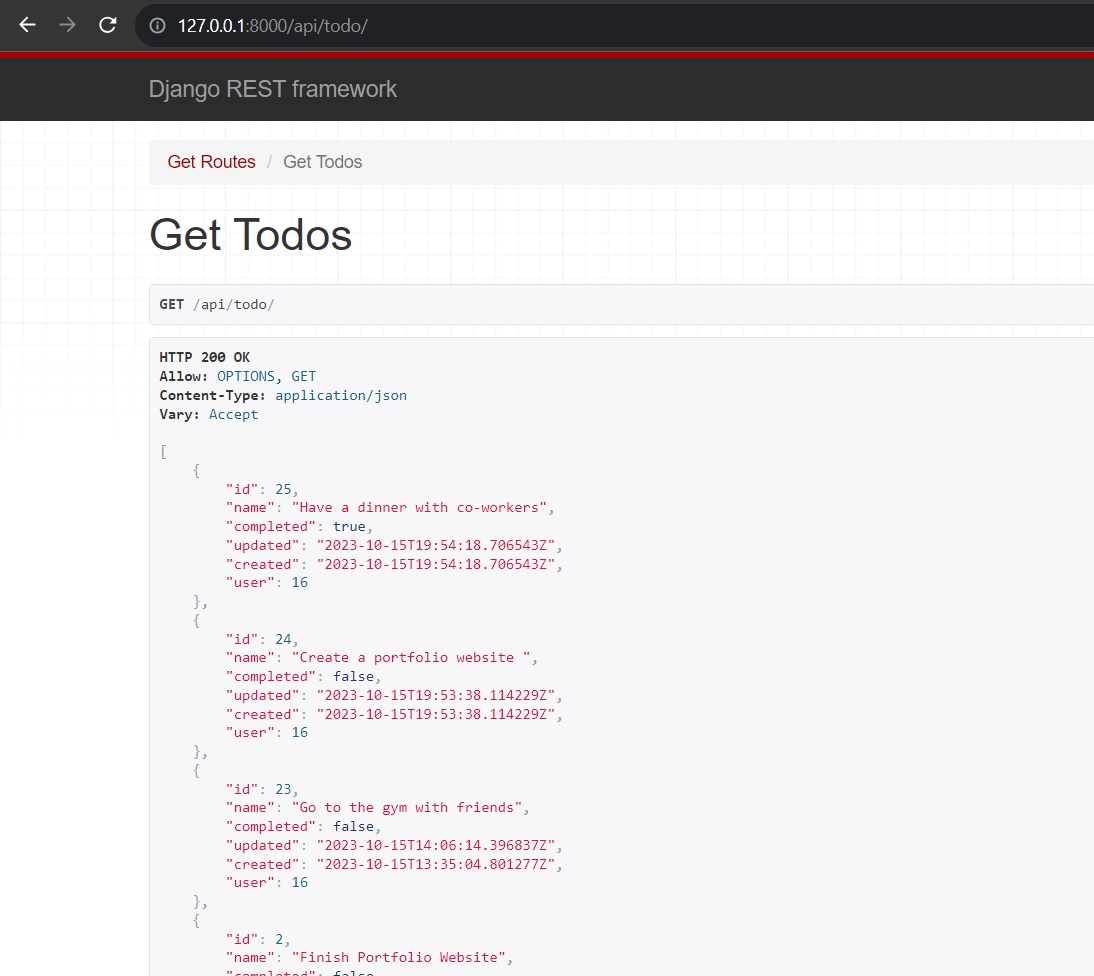 127.0.0.1:8000/api/todo/
Django REST framework
Get Routes / Get Todos
Get Todos
GET /api/todo/
HTTP 200 OK
Allow: OPTIONS, GET
Content-Type: application/json
Vary: Accept
[
    {
        "id": 25,
        "name": "Have a dinner with co-workers",
        "completed": true,
        "updated": "2023-10-15T19:54:18.706543Z",
        "created": "2023-10-15T19:54:18.706543Z",
        "user": 16
    },
    {
        "id": 24,
        "name": "Create a portfolio website ",
        "completed": false,
        "updated": "2023-10-15T19:53:38.114229Z",
        "created": "2023-10-15T19:53:38.114229Z",
        "user": 16
    },
    {
        "id": 23,
        "name": "Go to the gym with friends",
        "completed": false,
        "updated": "2023-10-15T14:06:14.396837Z",
        "created": "2023-10-15T13:35:04.801277Z",
        "user": 16
    },
    {
        "id": 2,
        "name": "Finish Portfolio Website",
        "completed": false